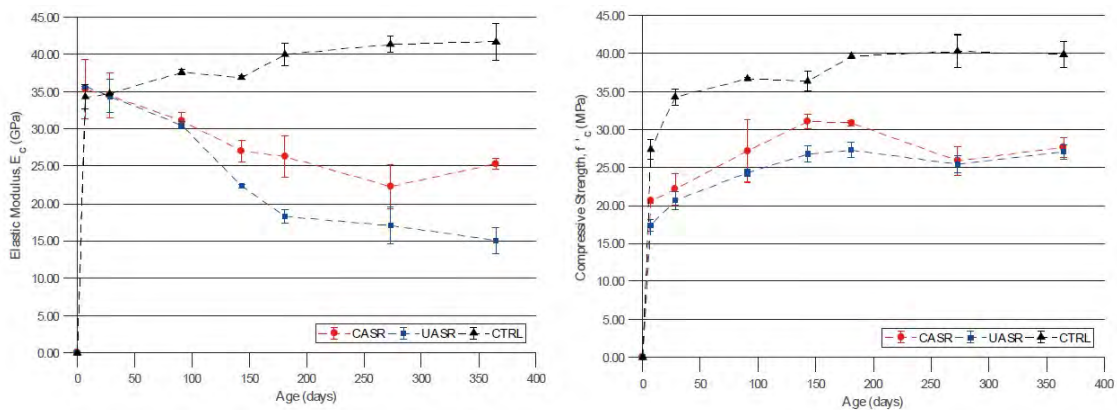 45.00
40.00
35.00
30.00
25.00
20.00
15.00
10.00
5.00
0.00
Elastic Modulus, E_c (GPa)
CASR UASR CTRL
0 50 100 150 200 250 300 350 400
Age (days)
45.00
40.00
35.00
30.00
25.00
20.00
15.00
10.00
5.00
0.00
Compressive Strength, f'_c (MPa)
CASR UASR CTRL
0 50 100 150 200 250 300 350 400
Age (days)